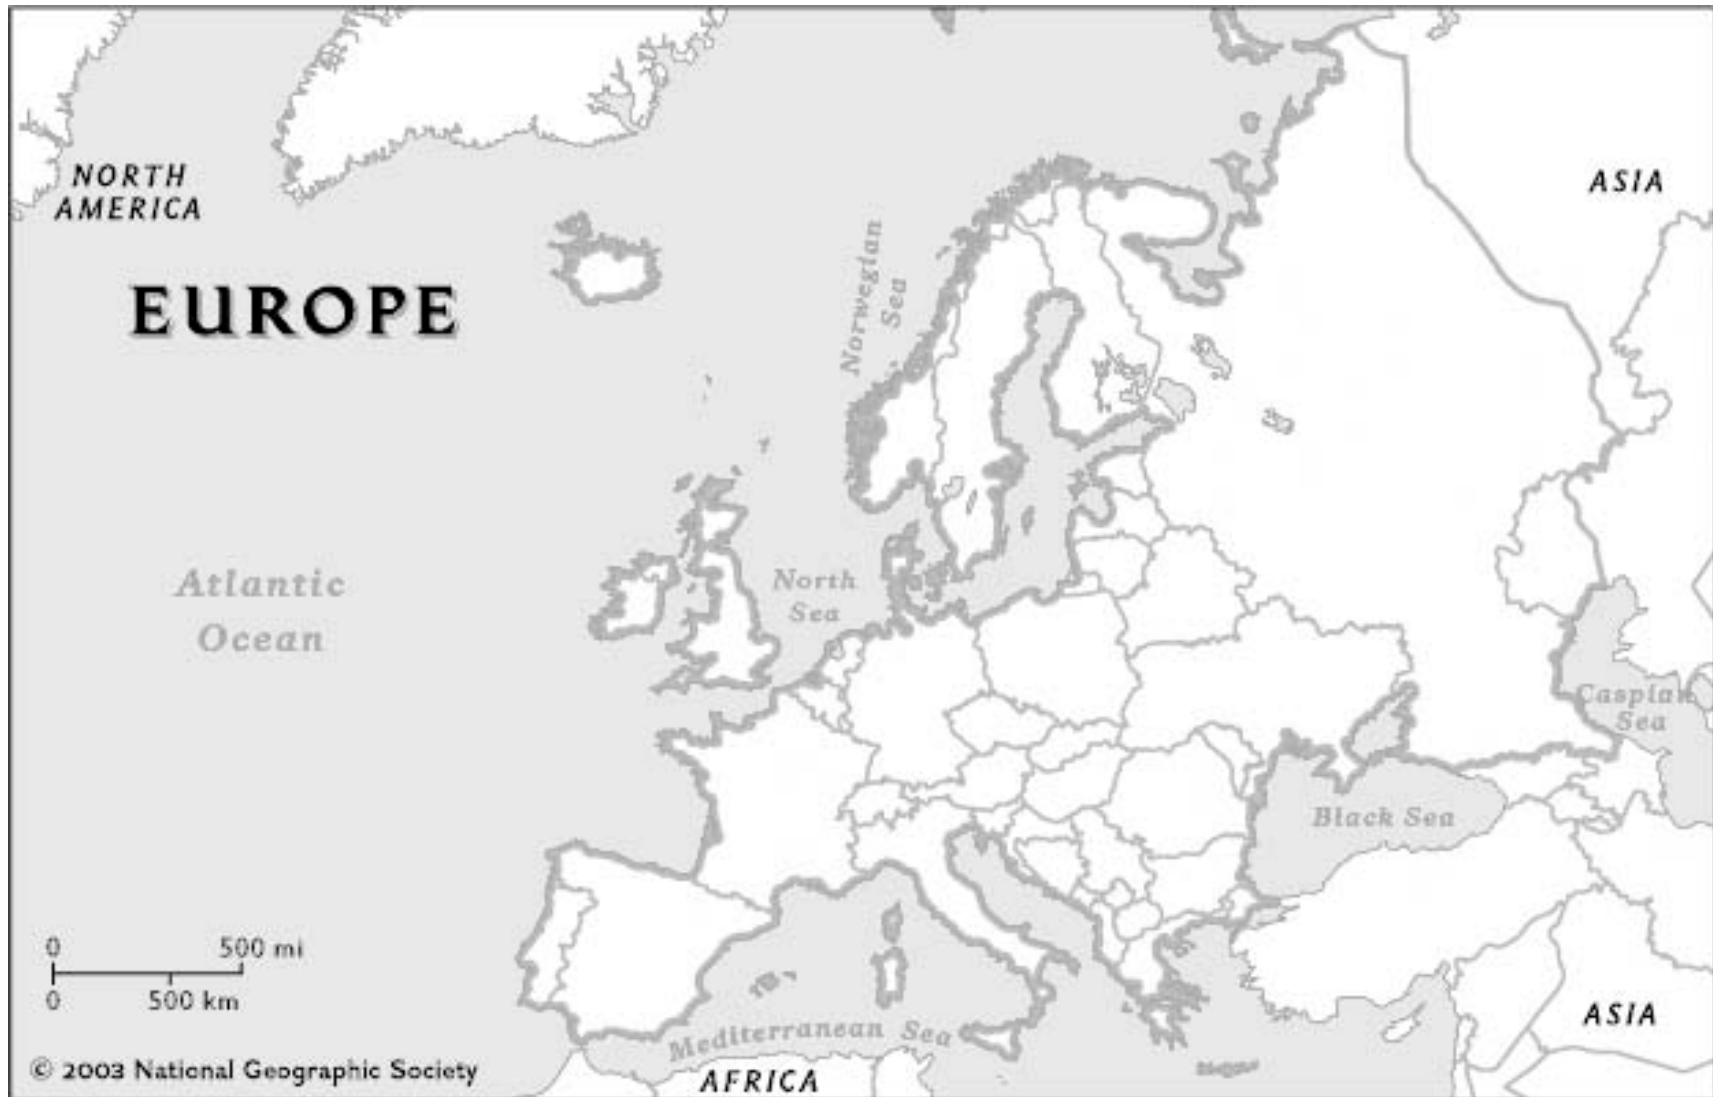 NORTH
AMERICA
ASIA
EUROPE
Norwegian
Sea
Atlantic
Ocean
North
Sea
Caspian
Sea
Black Sea
0 500 mi
0 500 km
Mediterranean Sea
ASIA
© 2003 National Geographic Society
AFRICA